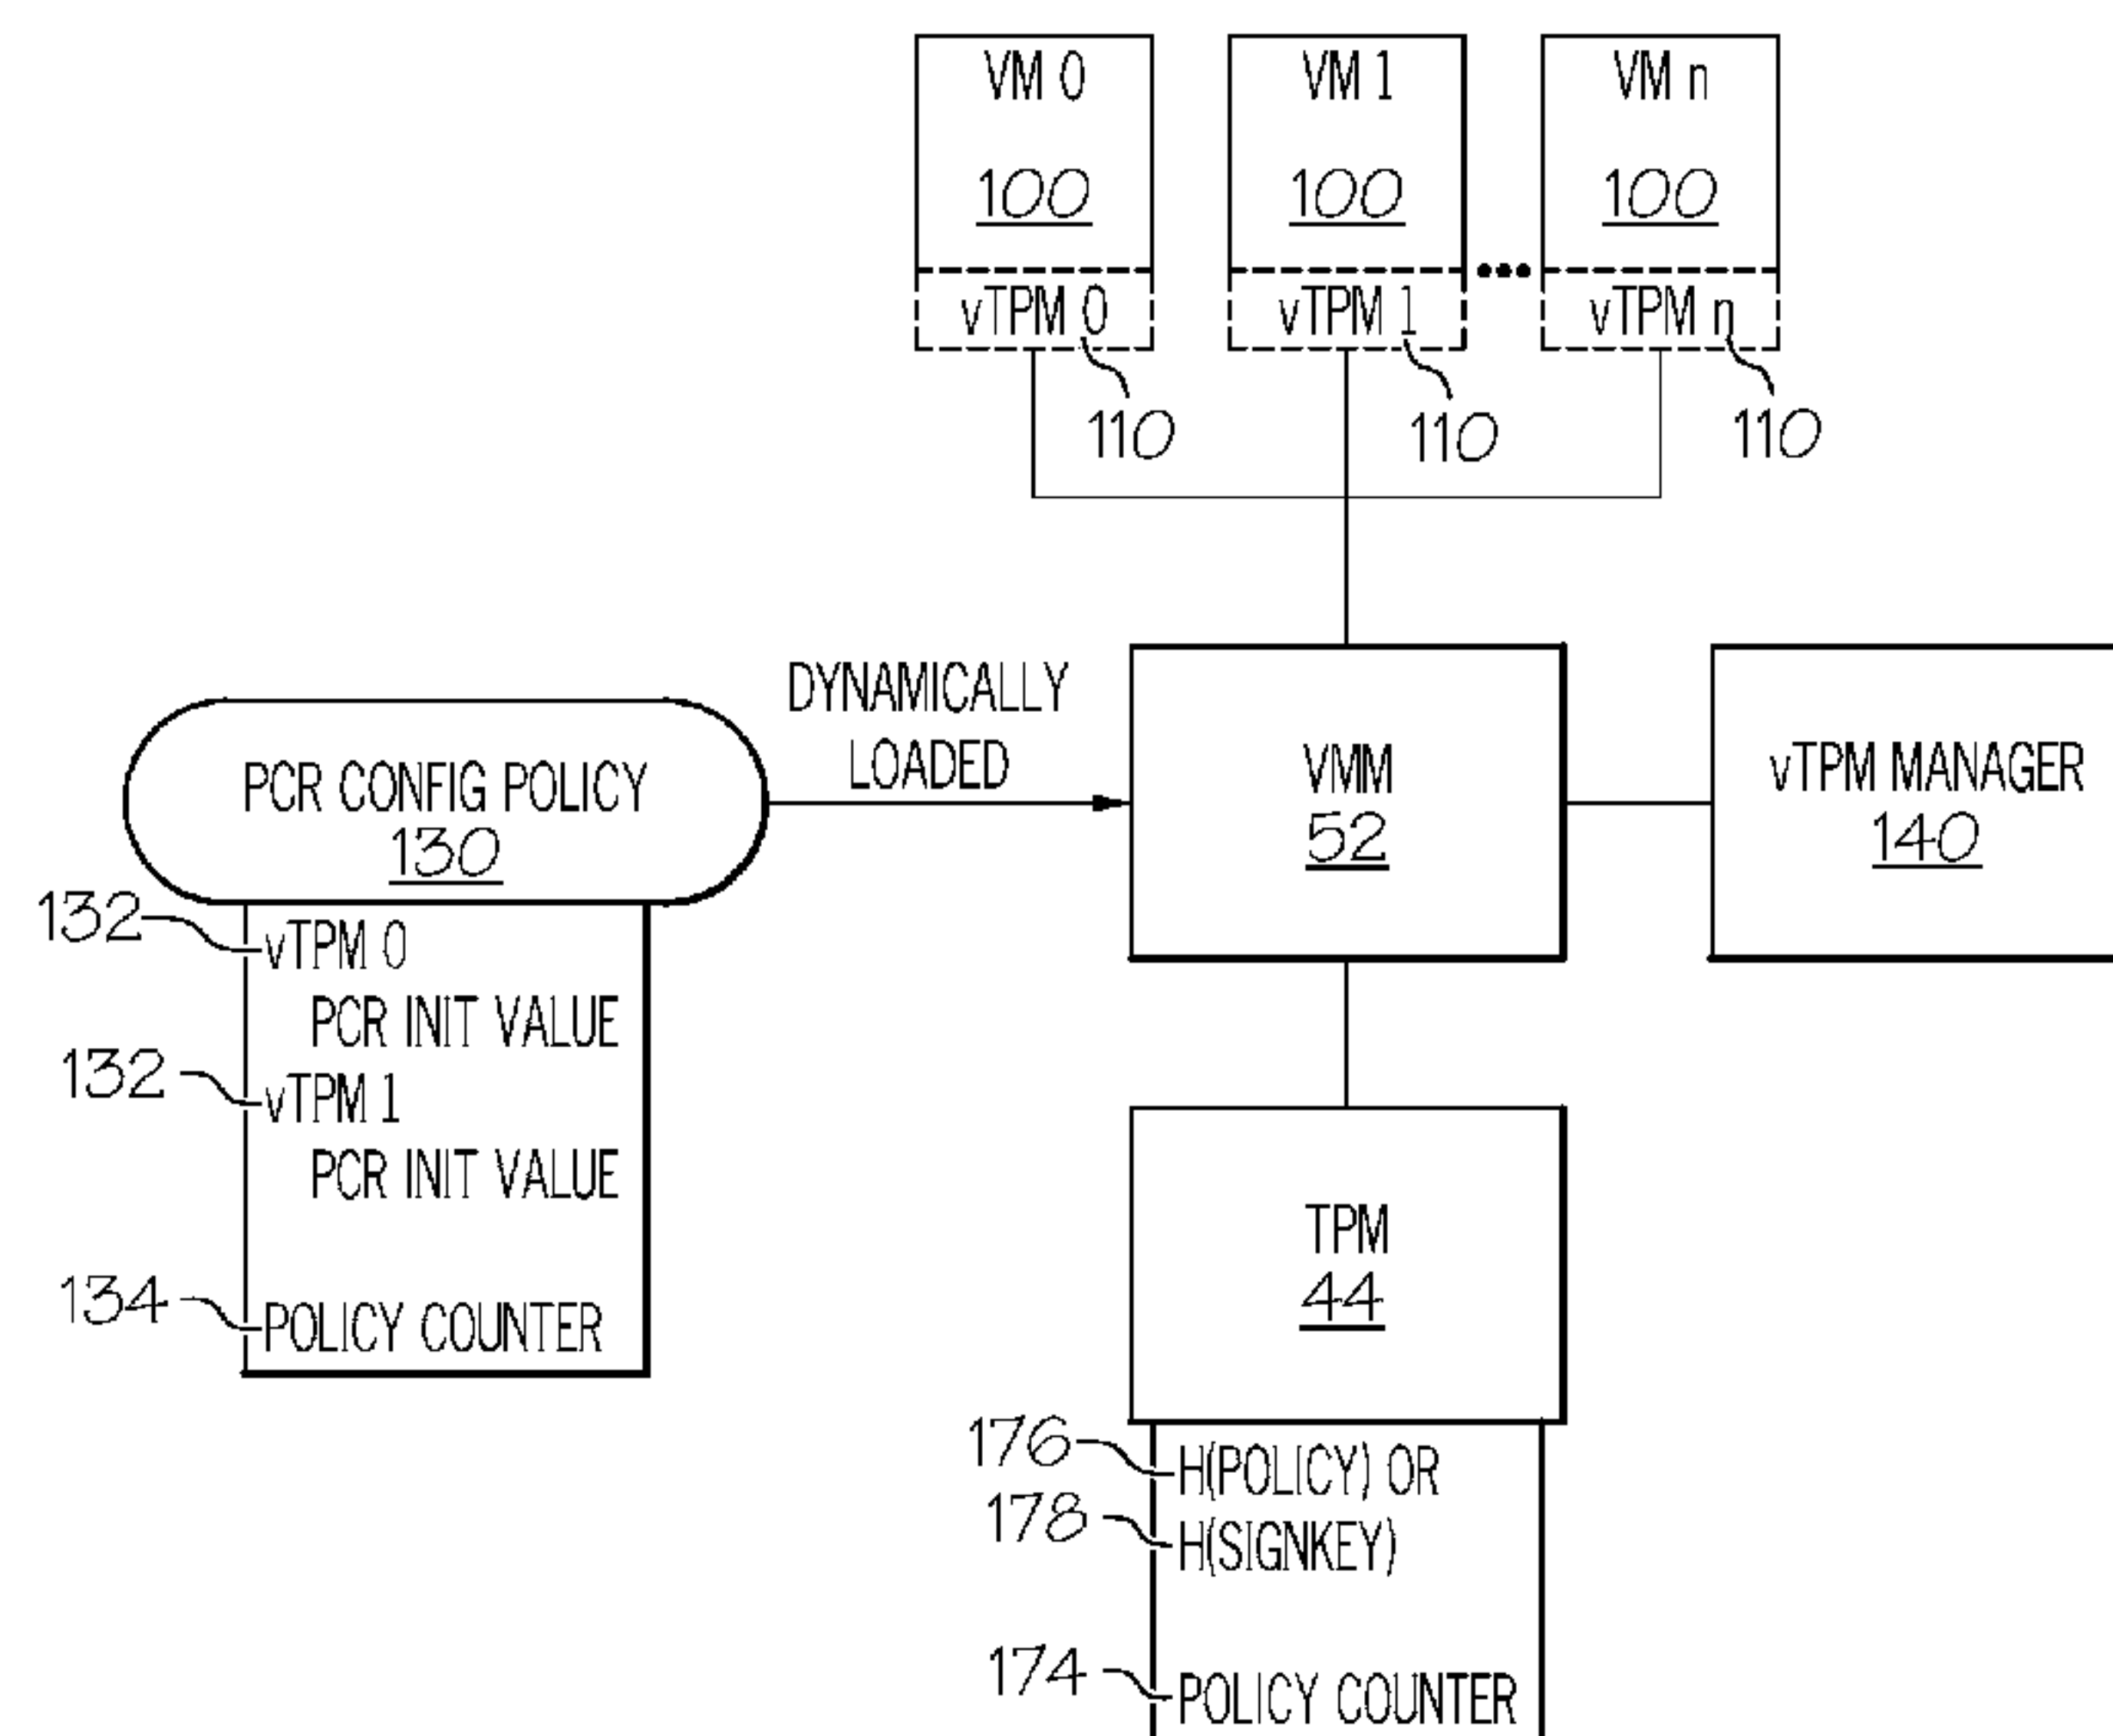 VM 0
100
vTPM 0
110
VM 1
100
vTPM 1
110
VM n
100
vTPM n
110
DYNAMICALLY
LOADED
PCR CONFIG POLICY
130
132
vTPM 0
PCR INIT VALUE
132
vTPM 1
PCR INIT VALUE
134
POLICY COUNTER
VMM
52
vTPM MANAGER
140
TPM
44
176
H(POLICY) OR
178
H(SIGNKEY)
174
POLICY COUNTER